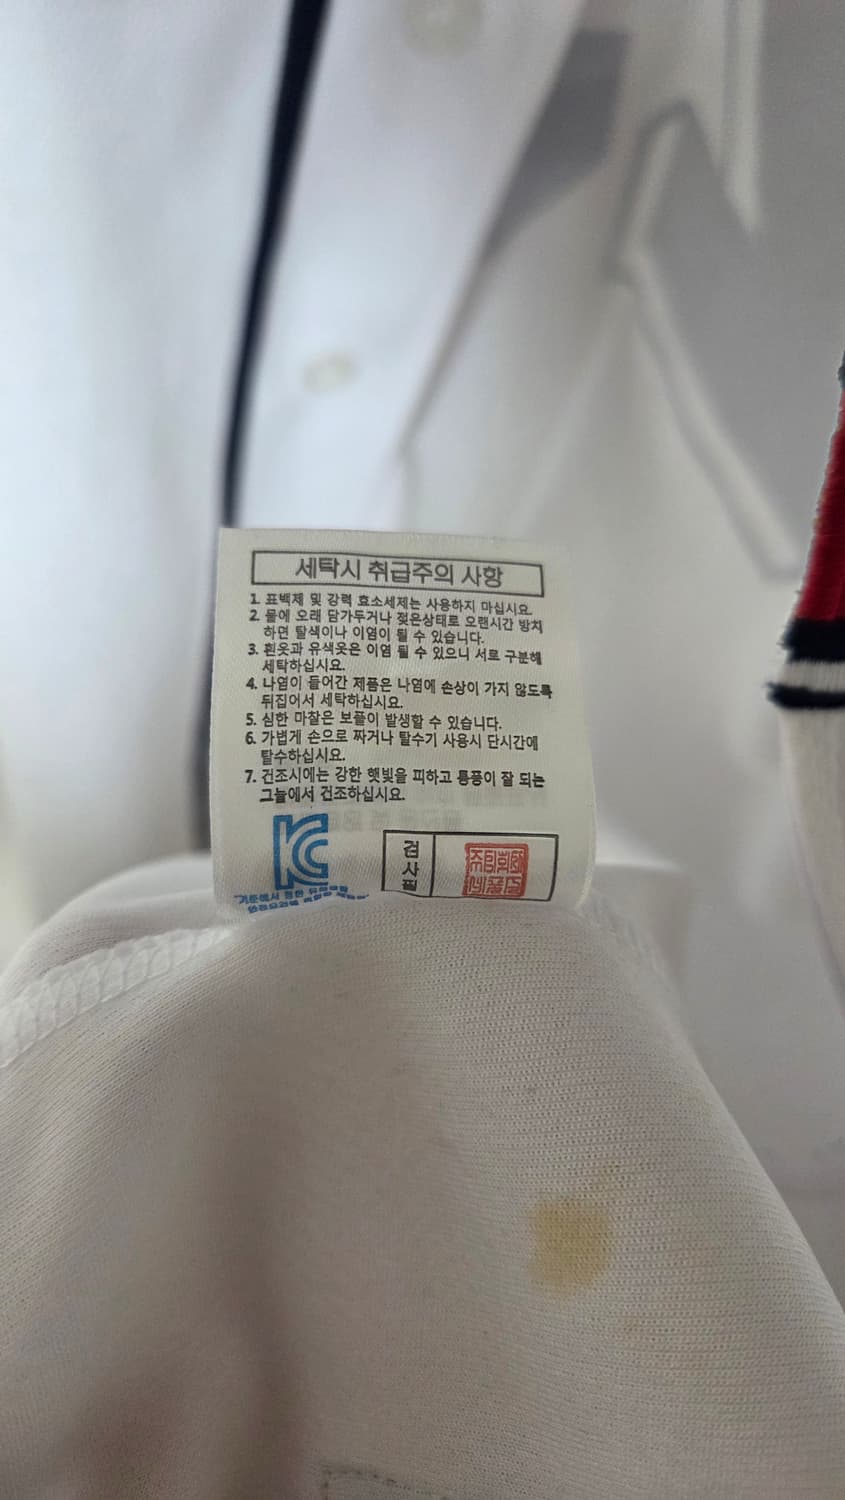 세탁시 취급주의 사항
1. 표백제 및 강력 효소세제는 사용하지 마십시요.
2. 물에 오래 담가두거나 젖은상태로 오랜시간 방치
하면 탈색이나 이염이 될 수 있습니다.
3. 흰옷과 유색옷은 이염 될 수 있으니 서로 구분해
세탁하십시요.
4. 나염이 들어간 제품은 나염에 손상이 가지 않도록
뒤집어서 세탁하십시요.
5. 심한 마찰은 보풀이 발생할 수 있습니다.
6. 가볍게 손으로 짜거나 탈수기 사용시 단시간에
탈수하십시요.
7. 건조시에는 강한 햇빛을 피하고 통풍이 잘 되는
그늘에서 건조하십시요.
KC
검사필